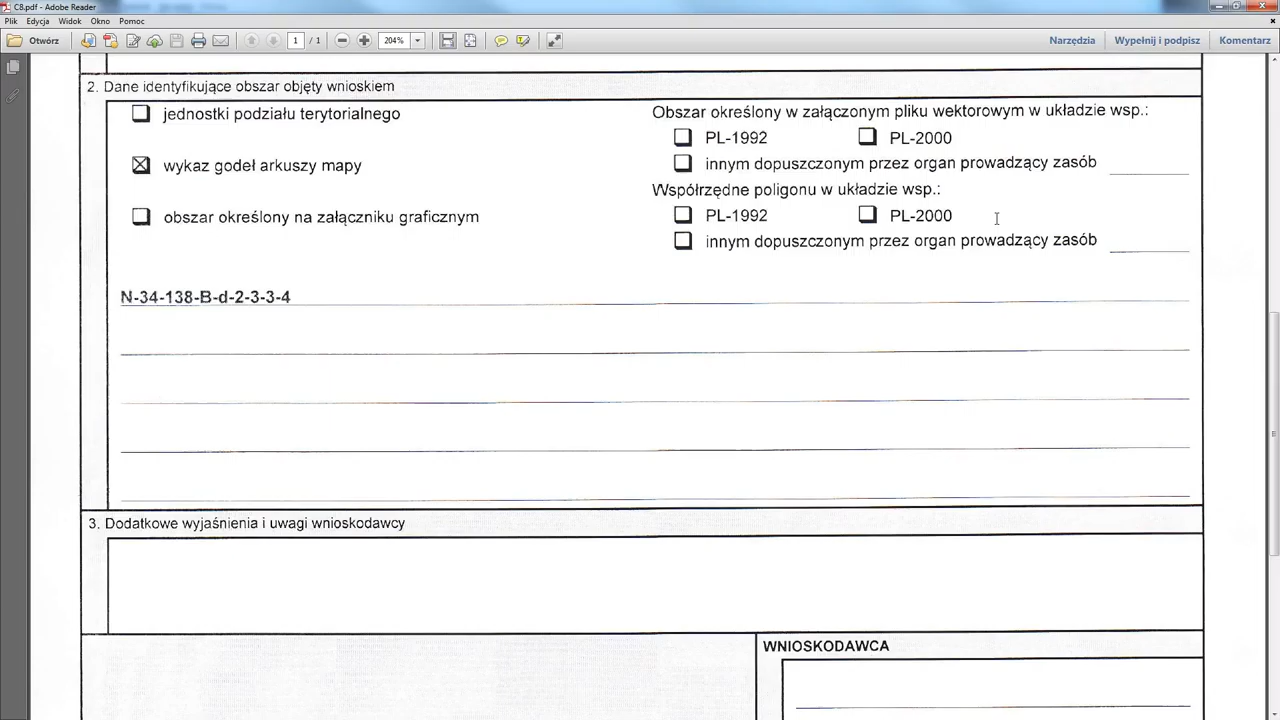 C8.pdf - Adobe Reader
Plik Edycja Widok Okno Pomoc
Otwórz 1 / 1 204% Narzędzia Wypełnij i podpisz Komentarz
2. Dane identyfikujące obszar objęty wnioskiem
jednostki podziału terytorialnego
wykaz godeł arkuszy mapy
obszar określony na załączniku graficznym
Obszar określony w załączonym pliku wektorowym w układzie wsp.:
PL-1992 PL-2000
innym dopuszczonym przez organ prowadzący zasób
Współrzędne poligonu w układzie wsp.:
PL-1992 PL-2000
innym dopuszczonym przez organ prowadzący zasób
N-34-138-B-d-2-3-3-4
3. Dodatkowe wyjaśnienia i uwagi wnioskodawcy
WNIOSKODAWCA